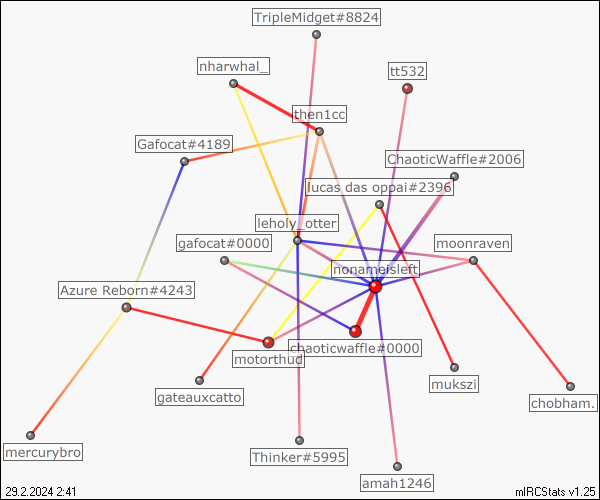 TripleMidget#8824
nharwhal_
tt532
then1cc
Gafocat#4189
ChaoticWaffle#2006
lucas das oppai#2396
leholy_otter
gafocat#0000
moonraven
nonameisleft
Azure Reborn#4243
chaoticwaffle#0000
motorthud
mukszi
gateauxcatto
chobham.
mercurybro
Thinker#5995
amah1246
29.2.2024 2:41
mIRCStats v1.25